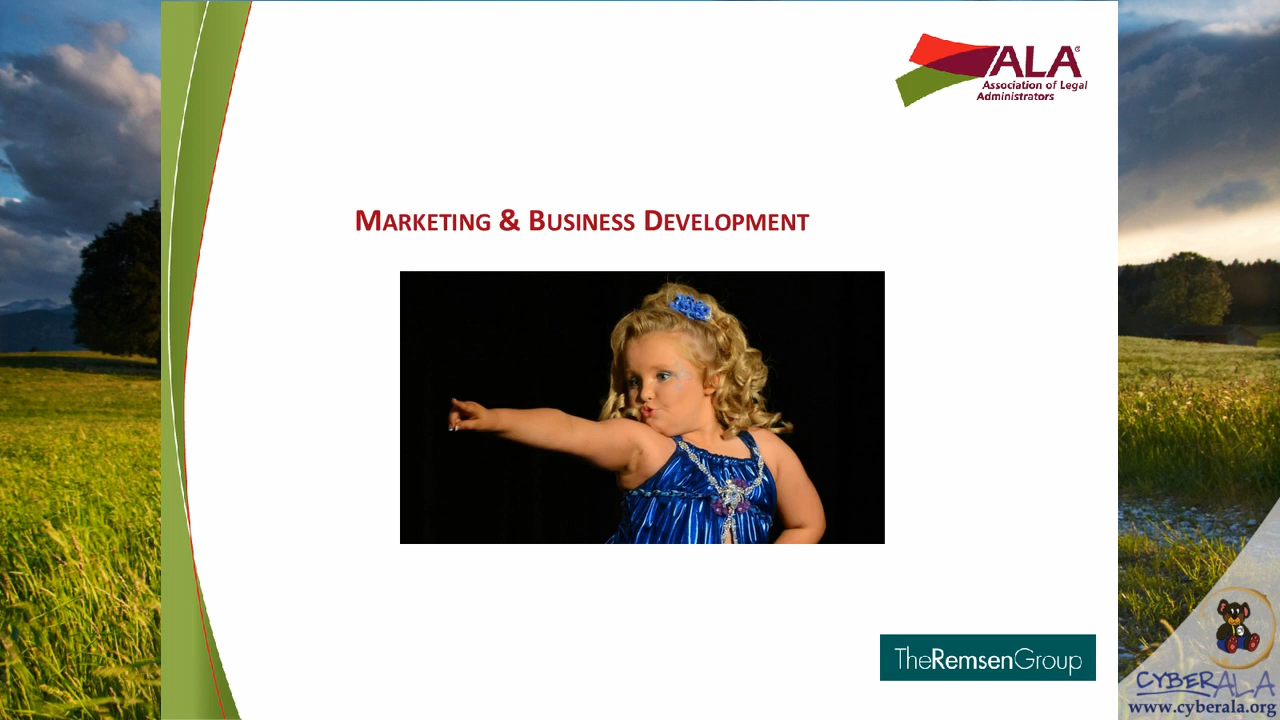 ALA®
Association of Legal
Administrators
MARKETING & BUSINESS DEVELOPMENT
TheRemsenGroup
CYBERALA
www.cyberala.org